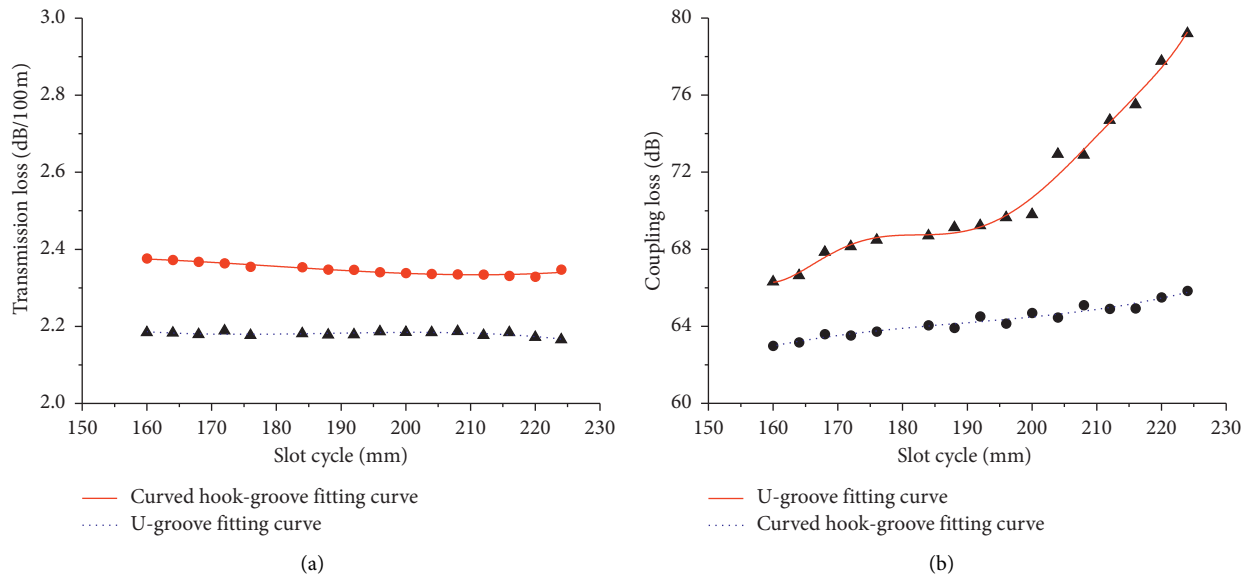 3.0
2.8
2.6
2.4
2.2
2.0
Transmission loss (dB/100 m)
150 160 170 180 190 200 210 220 230
Slot cycle (mm)
Curved hook-groove fitting curve
U-groove fitting curve
(a)
80
76
72
68
64
60
Coupling loss (dB)
150 160 170 180 190 200 210 220 230
Slot cycle (mm)
U-groove fitting curve
Curved hook-groove fitting curve
(b)